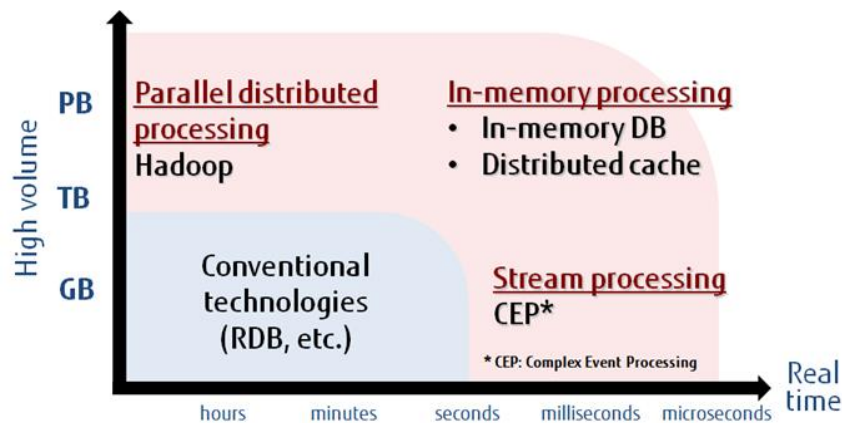 High volume
PB
TB
GB
Parallel distributed
processing
Hadoop
In-memory processing
• In-memory DB
• Distributed cache
Conventional
technologies
(RDB, etc.)
Stream processing
CEP*
* CEP: Complex Event Processing
Real
time
hours minutes seconds milliseconds microseconds